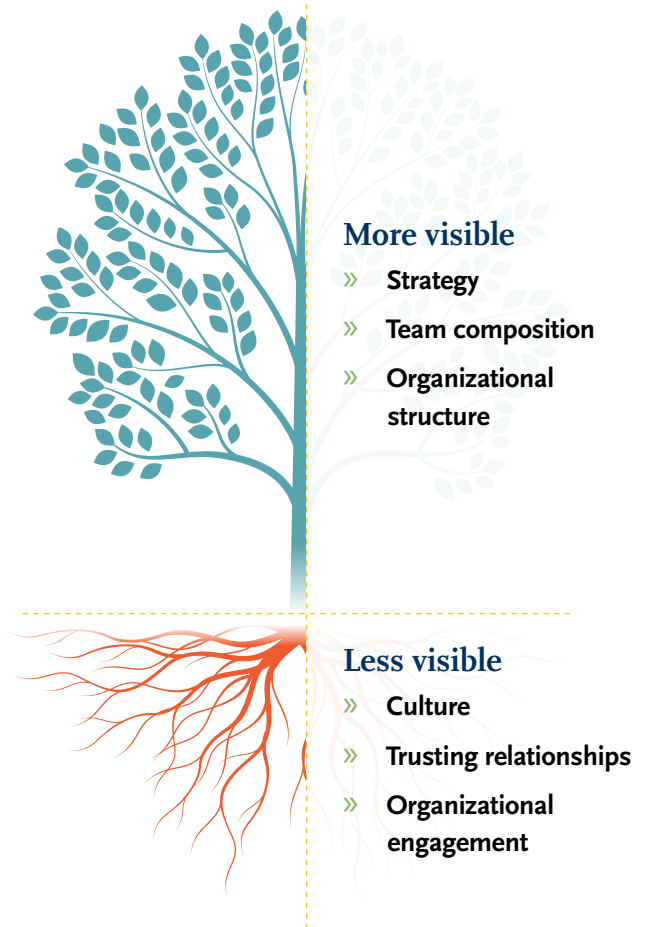 More visible
» Strategy
» Team composition
» Organizational
structure
Less visible
» Culture
» Trusting relationships
» Organizational
engagement